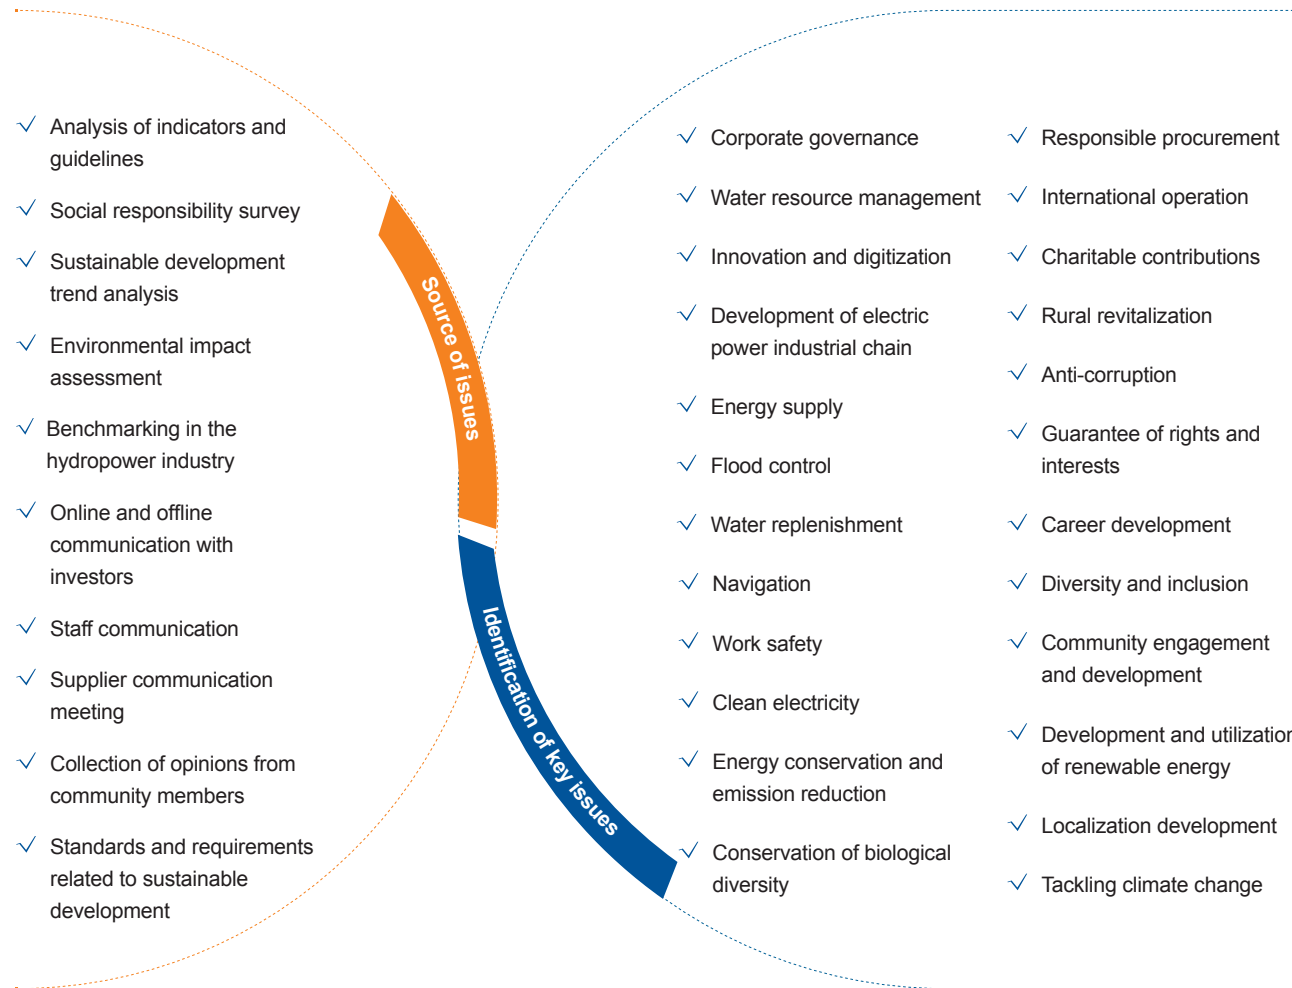 Analysis of indicators and
guidelines
Social responsibility survey
Sustainable development
trend analysis
Environmental impact
assessment
Benchmarking in the
hydropower industry
Online and offline
communication with
investors
Staff communication
Supplier communication
meeting
Collection of opinions from
community members
Standards and requirements
related to sustainable
development
Source of issues
Identification of key issues
Corporate governance
Water resource management
Innovation and digitization
Development of electric
power industrial chain
Energy supply
Flood control
Water replenishment
Navigation
Work safety
Clean electricity
Energy conservation and
emission reduction
Conservation of biological
diversity
Responsible procurement
International operation
Charitable contributions
Rural revitalization
Anti-corruption
Guarantee of rights and
interests
Career development
Diversity and inclusion
Community engagement
and development
Development and utilization
of renewable energy
Localization development
Tackling climate change